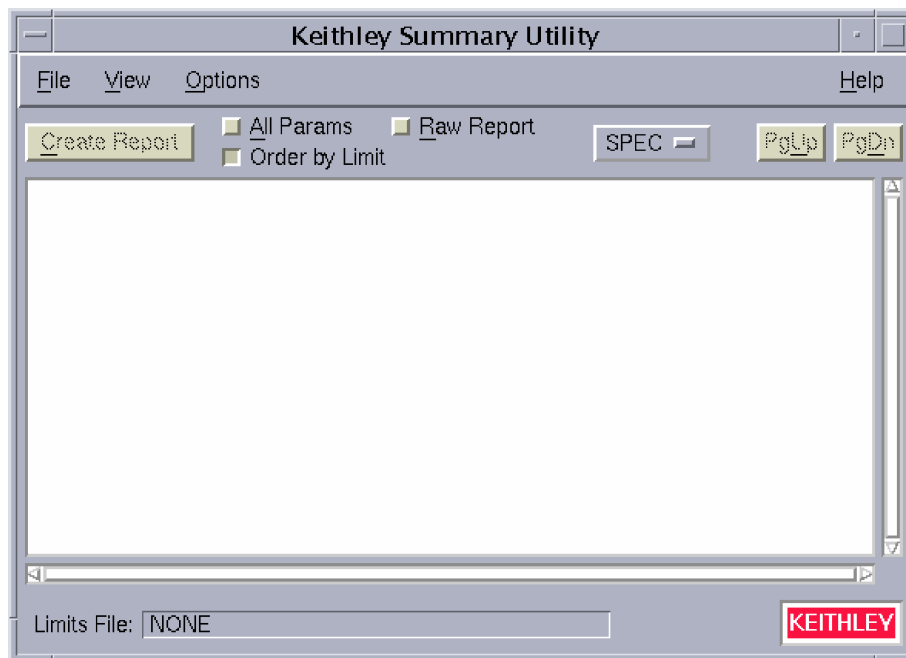 Keithley Summary Utility
File View Options Help
Create Report
All Params
Raw Report
Order by Limit
SPEC
PgUp
PgDn
Limits File: NONE
KEITHLEY